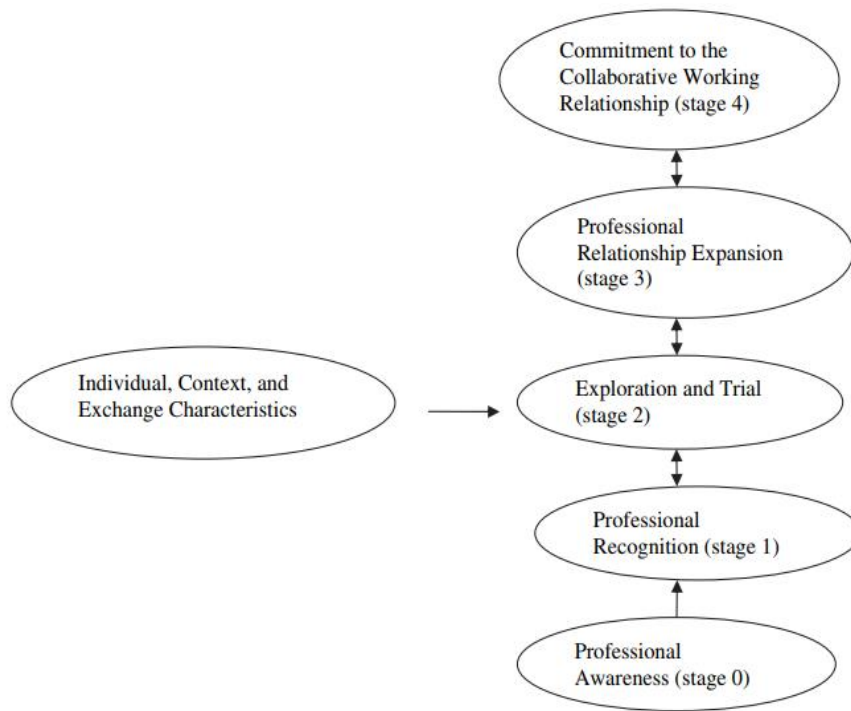 Commitment to the
Collaborative Working
Relationship (stage 4)
Professional
Relationship Expansion
(stage 3)
Individual, Context, and
Exchange Characteristics
Exploration and Trial
(stage 2)
Professional
Recognition (stage 1)
Professional
Awareness (stage 0)